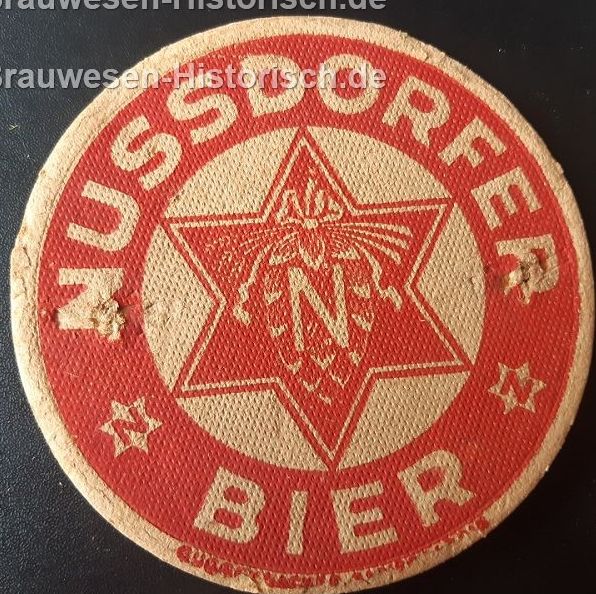 Brauwesen-Historisch.de
Brauwesen-Historisch.de
NUSSDORFER
N
N
N
BIER